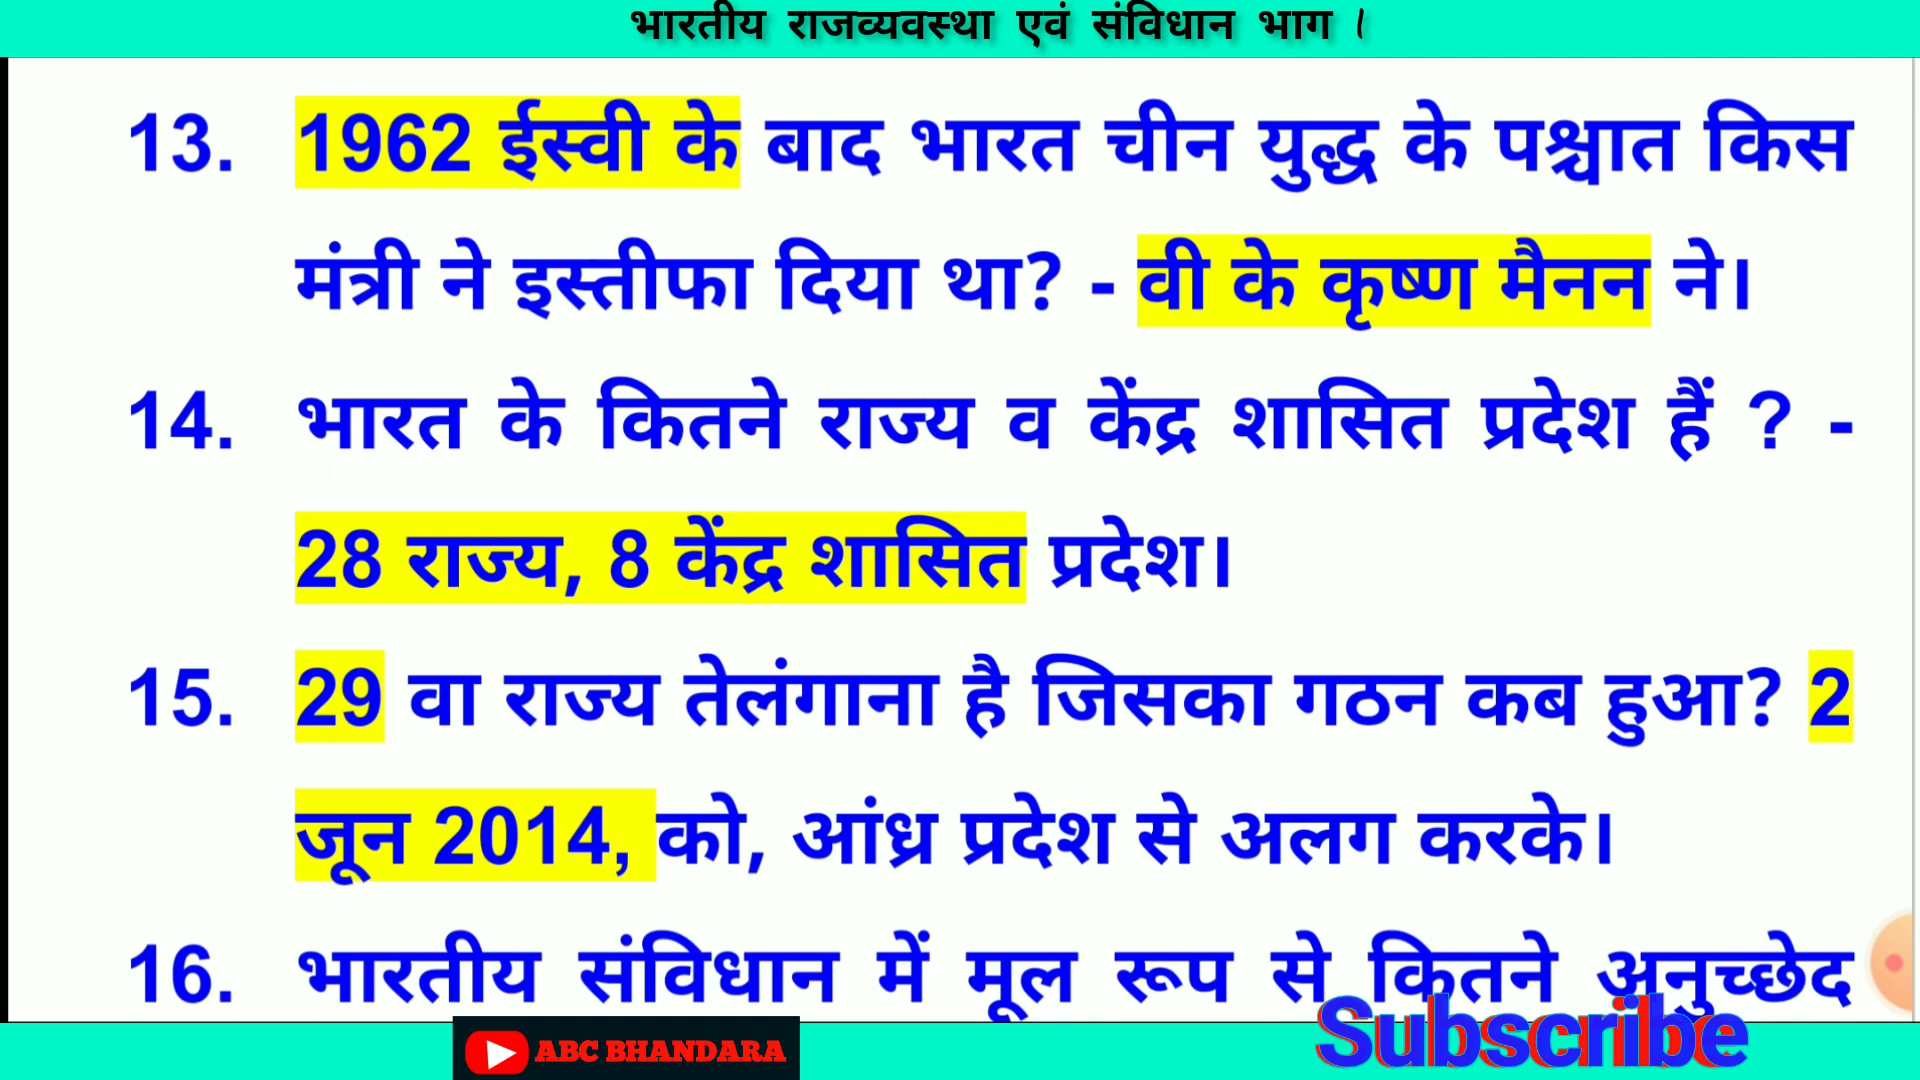 भारतीय राजव्यवस्था एवं संविधान भाग ।
13. 1962 ईस्वी के बाद भारत चीन युद्ध के पश्चात किस
मंत्री ने इस्तीफा दिया था? - वी के कृष्ण मैनन ने।
14. भारत के कितने राज्य व केंद्र शासित प्रदेश हैं ? -
28 राज्य, 8 केंद्र शासित प्रदेश।
15. 29 वा राज्य तेलंगाना है जिसका गठन कब हुआ? 2
जून 2014, को, आंध्र प्रदेश से अलग करके।
16. भारतीय संविधान में मूल रूप से कितने अनुच्छेद
ABC BHANDARA
Subscribe